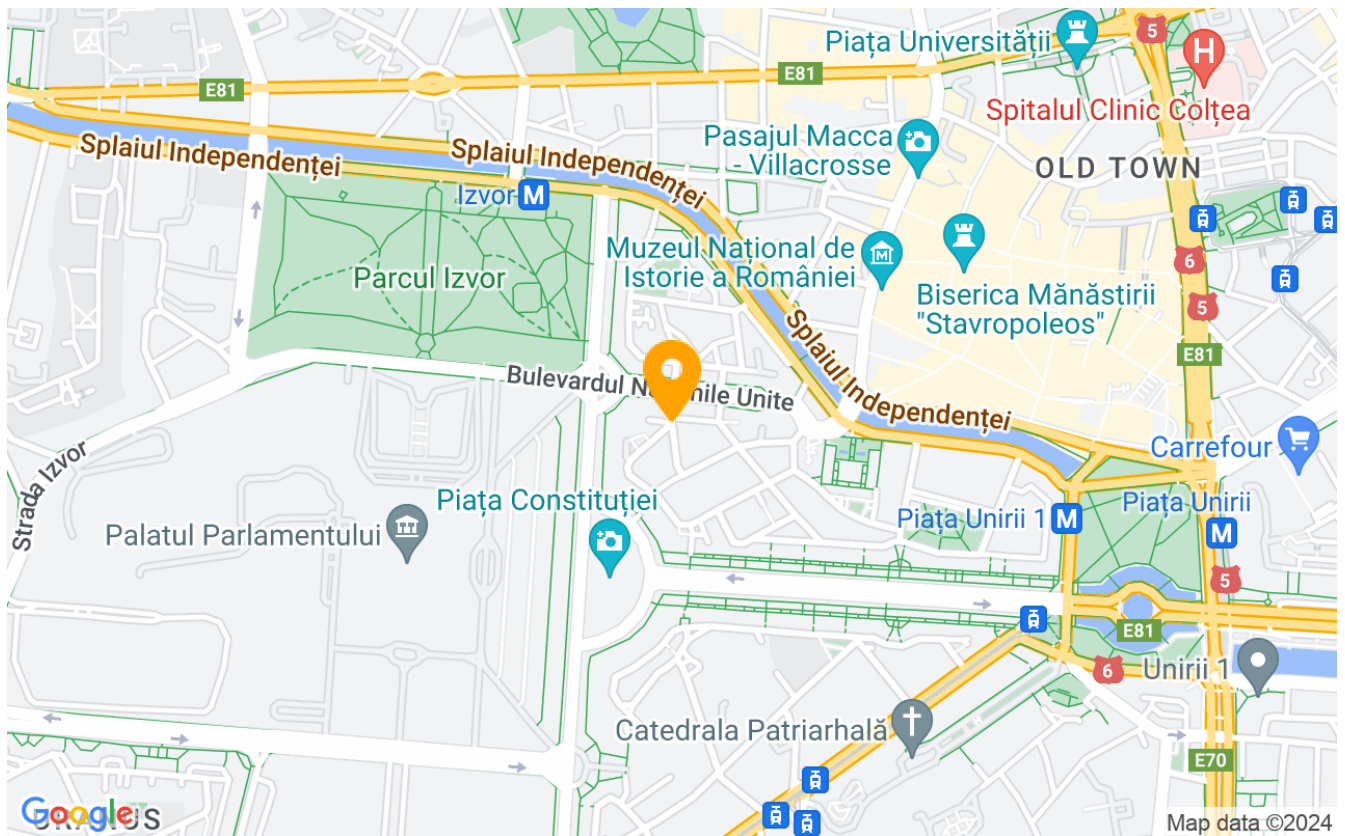 Piața Universității
5
H
E81
E81
Spitalul Clinic Colțea
Splaiul Independenței
Splaiul Independenței
Pasajul Macca
- Villacrosse
OLD TOWN
Izvor M
Muzeul Național de
Istorie a României
M
6
Parcul Izvor
Biserica Mănăstirii
"Stavropoleos"
5
Splaiul Independenței
E81
Bulevardul Națiunile Unite
Carrefour
Strada Izvor
Piața Constituției
Palatul Parlamentului
Piața Unirii 1 M
Piața Unirii
M
5
E81
6
Unirii 1
Catedrala Patriarhală
E70
Google
URANUS
Map data ©2024